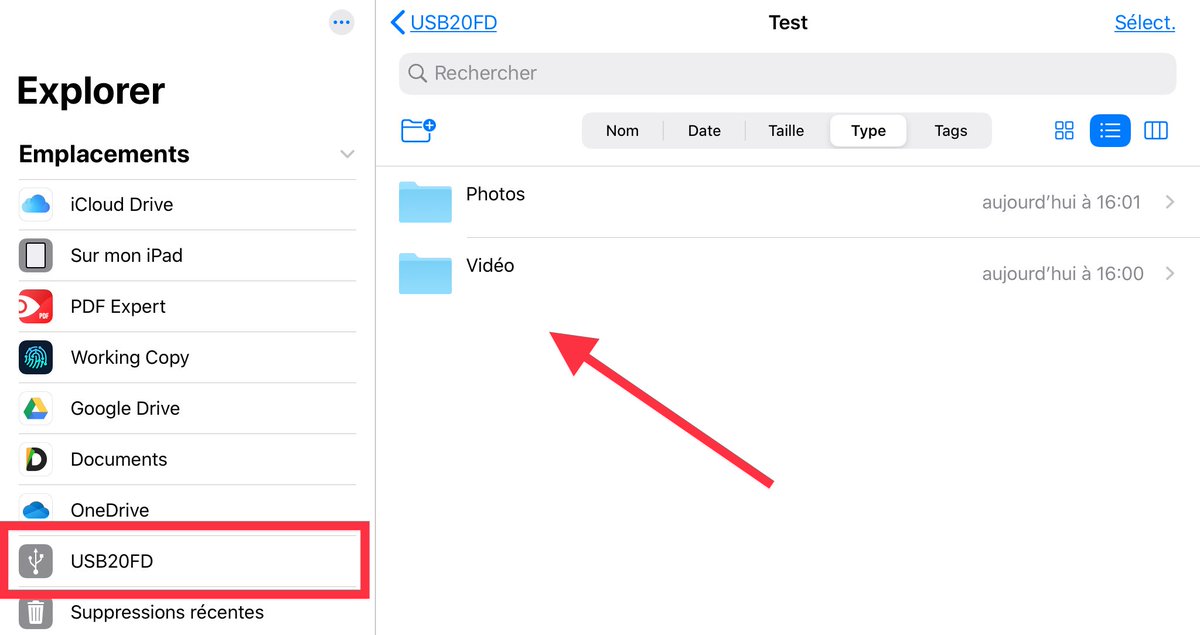 Explorer
Emplacements
iCloud Drive
Sur mon iPad
PDF Expert
Working Copy
Google Drive
Documents
OneDrive
USB20FD
Suppressions récentes
USB20FD
Test
Sélect.
Rechercher
Nom
Date
Taille
Type
Tags
Photos
aujourd’hui à 16:01
Vidéo
aujourd’hui à 16:00
PDF